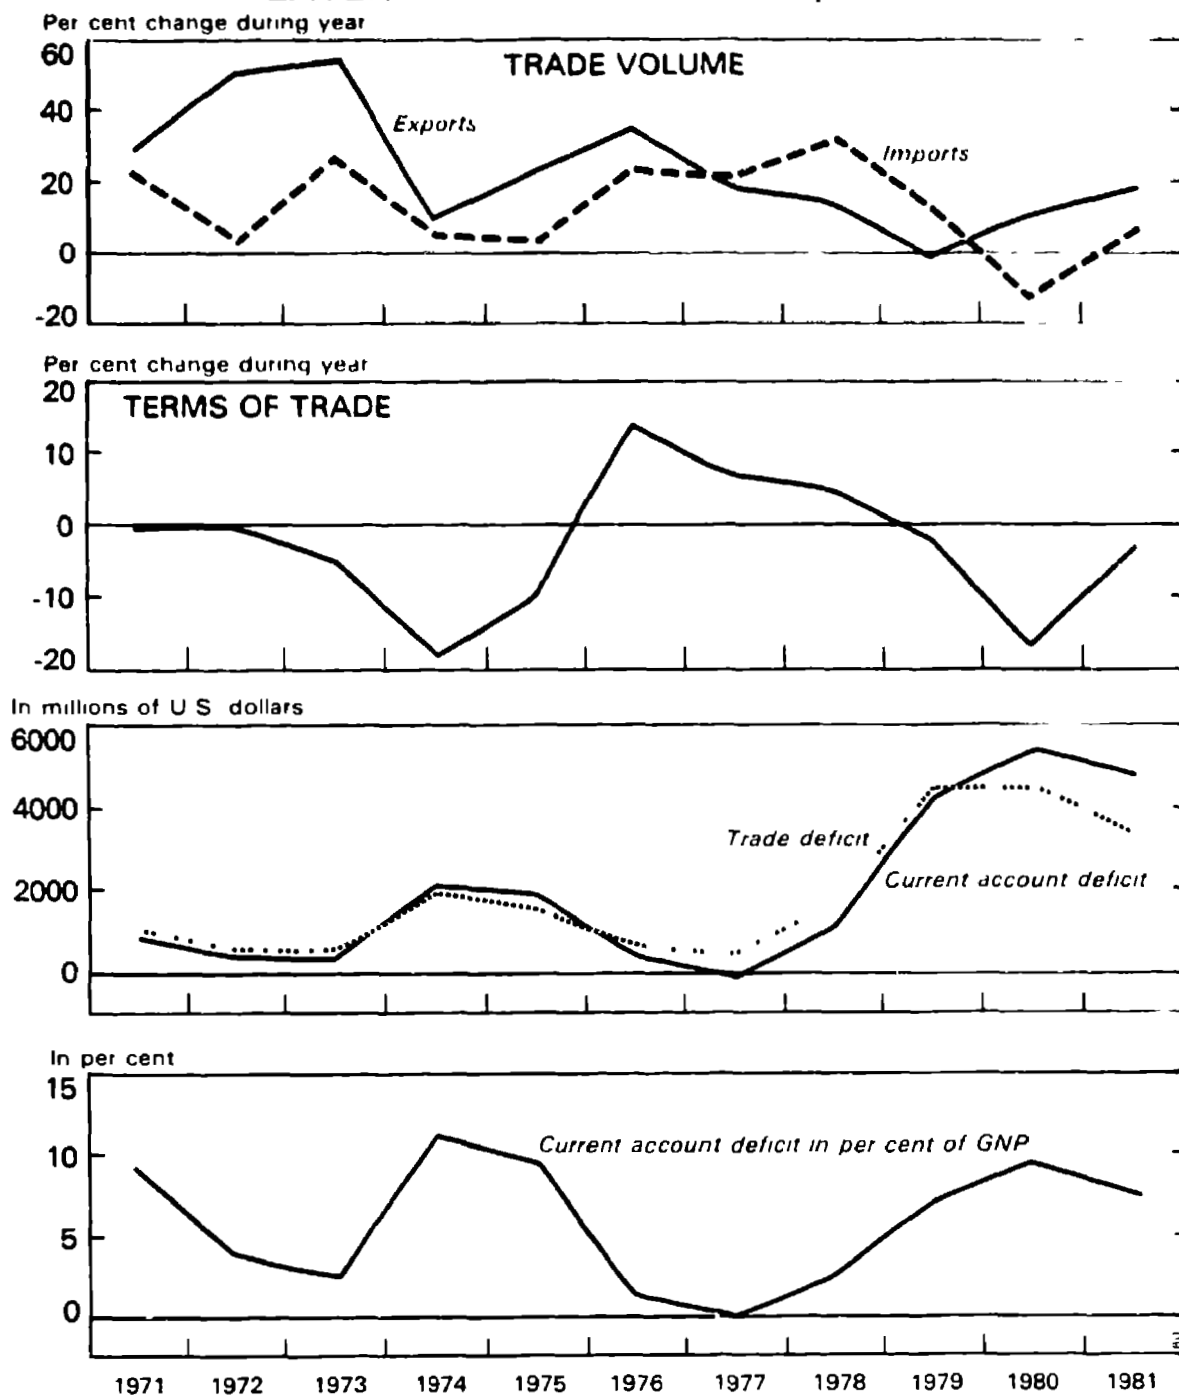 Per cent change during year
60
TRADE VOLUME
40
Exports
Imports
20
0
-20
Per cent change during year
20
TERMS OF TRADE
10
0
-10
-20
In millions of U S dollars
6000
4000
Trade deficit
Current account deficit
2000
0
In per cent
15
Current account deficit in per cent of GNP
10
5
0
1971 1972 1973 1974 1975 1976 1977 1978 1979 1980 1981